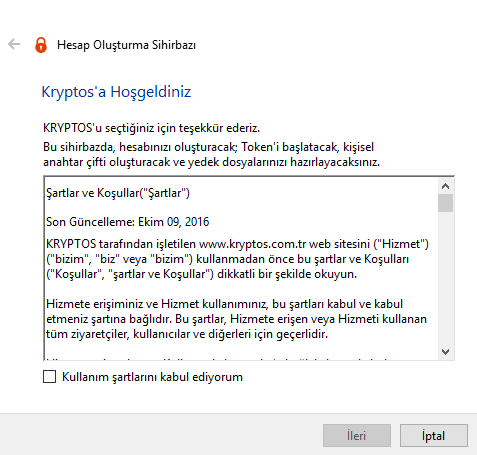 Hesap Oluşturma Sihirbazı
Kryptos'a Hoşgeldiniz
KRYPTOS'u seçtiğiniz için teşekkür ederiz.
Bu sihirbazda, hesabınızı oluşturacak; Token'i başlatacak, kişisel
anahtar çifti oluşturacak ve yedek dosyalarınızı hazırlayacaksınız.
Şartlar ve Koşullar("Şartlar")
Son Güncelleme: Ekim 09, 2016
KRYPTOS tarafından işletilen www.kryptos.com.tr web sitesini ("Hizmet")
("bizim", "biz" veya "bizim") kullanmadan önce bu şartlar ve Koşulları
("Koşullar", "şartlar ve Koşullar") dikkatli bir şekilde okuyun.
Hizmete erişiminiz ve Hizmet kullanımınız, bu şartları kabul ve kabul
etmeniz şartına bağlıdır. Bu şartlar, Hizmete erişen veya Hizmeti kullanan
tüm ziyaretçiler, kullanıcılar ve diğerleri için geçerlidir.
Kullanım şartlarını kabul ediyorum
İleri
İptal